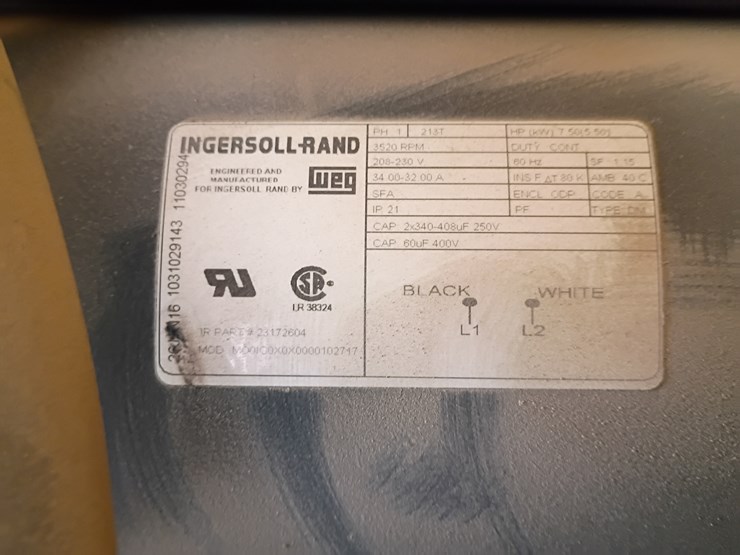 INGERSOLL-RAND
ENGINEERED AND
MANUFACTURED
FOR INGERSOLL RAND BY
WEG
LR 38324
IR PART# 23172604
MOD
1031029143 11030294
PH 1 213T HP (kW) 7.50(5.50)
3520 RPM DUTY CONT
208-230 V 60 Hz SF 1.15
34.00-32.00 A INS F ΔT 80 K AMB 40 C
SFA ENCL ODP CODE A
IP 21 PF TYPE
CAP 2x340-408uF 250V
CAP 60uF 400V
BLACK WHITE
L1 L2